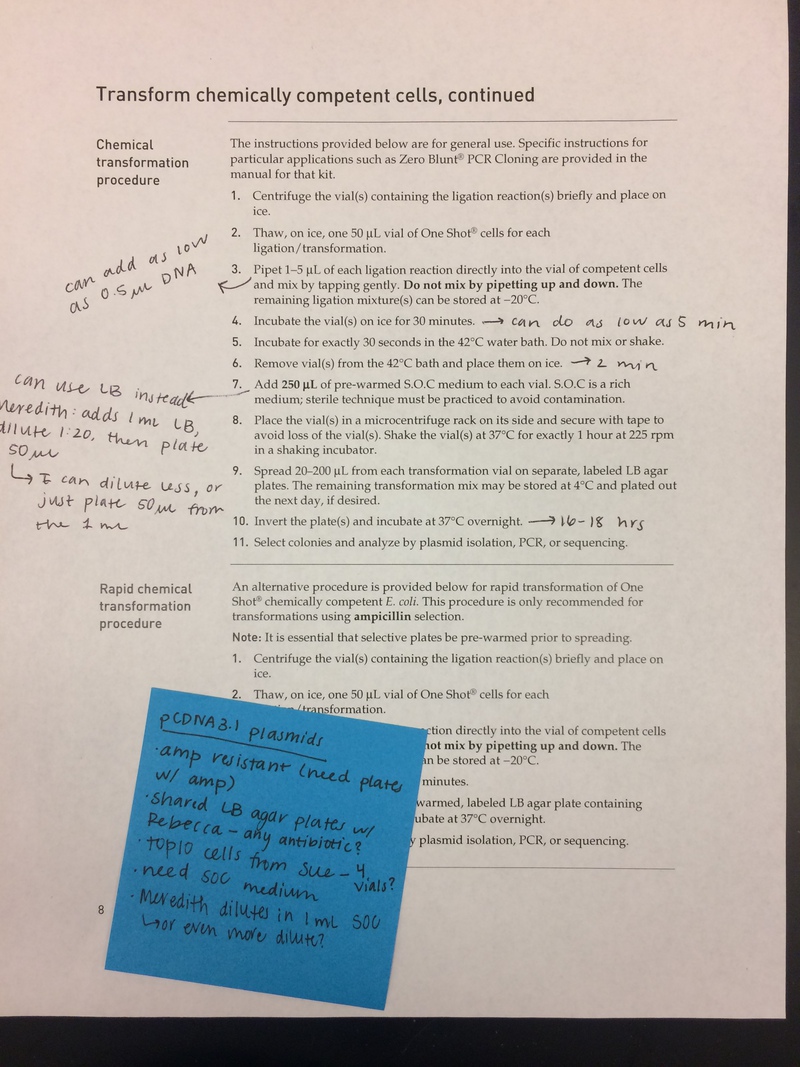 Transform chemically competent cells, continued
Chemical
transformation
procedure
The instructions provided below are for general use. Specific instructions for
particular applications such as Zero Blunt® PCR Cloning are provided in the
manual for that kit.
1. Centrifuge the vial(s) containing the ligation reaction(s) briefly and place on
ice.
2. Thaw, on ice, one 50 µL vial of One Shot® cells for each
ligation/transformation.
can add as low
as 0.5 µL DNA
3. Pipet 1–5 µL of each ligation reaction directly into the vial of competent cells
and mix by tapping gently. Do not mix by pipetting up and down. The
remaining ligation mixture(s) can be stored at −20°C.
4. Incubate the vial(s) on ice for 30 minutes. → can do as low as 5 min
5. Incubate for exactly 30 seconds in the 42°C water bath. Do not mix or shake.
6. Remove vial(s) from the 42°C bath and place them on ice. → 2 min
7. Add 250 µL of pre-warmed S.O.C medium to each vial. S.O.C is a rich
medium; sterile technique must be practiced to avoid contamination.
can use LB instead
Meredith: adds 1 mL LB,
dilute 1:20, then plate
50 µL
↳ I can dilute less, or
just plate 50 µL from
the 1 mL
8. Place the vial(s) in a microcentrifuge rack on its side and secure with tape to
avoid loss of the vial(s). Shake the vial(s) at 37°C for exactly 1 hour at 225 rpm
in a shaking incubator.
9. Spread 20–200 µL from each transformation vial on separate, labeled LB agar
plates. The remaining transformation mix may be stored at 4°C and plated out
the next day, if desired.
10. Invert the plate(s) and incubate at 37°C overnight. → 16-18 hrs
11. Select colonies and analyze by plasmid isolation, PCR, or sequencing.
Rapid chemical
transformation
procedure
An alternative procedure is provided below for rapid transformation of One
Shot® chemically competent E. coli. This procedure is only recommended for
transformations using ampicillin selection.
Note: It is essential that selective plates be pre-warmed prior to spreading.
1. Centrifuge the vial(s) containing the ligation reaction(s) briefly and place on
ice.
2. Thaw, on ice, one 50 µL vial of One Shot® cells for each
/transformation.
directly into the vial of competent cells
not mix by pipetting up and down. The
be stored at −20°C.
minutes.
warmed, labeled LB agar plate containing
at 37°C overnight.
plasmid isolation, PCR, or sequencing.
pCDNA3.1 plasmids
· amp resistant (need plates
w/ amp)
· shared LB agar plates w/
Rebecca - any antibiotic?
· top10 cells from Sue - 4
vials?
· need SOC medium
· Meredith dilutes in 1 mL SOC
↳ or even more dilute?
8